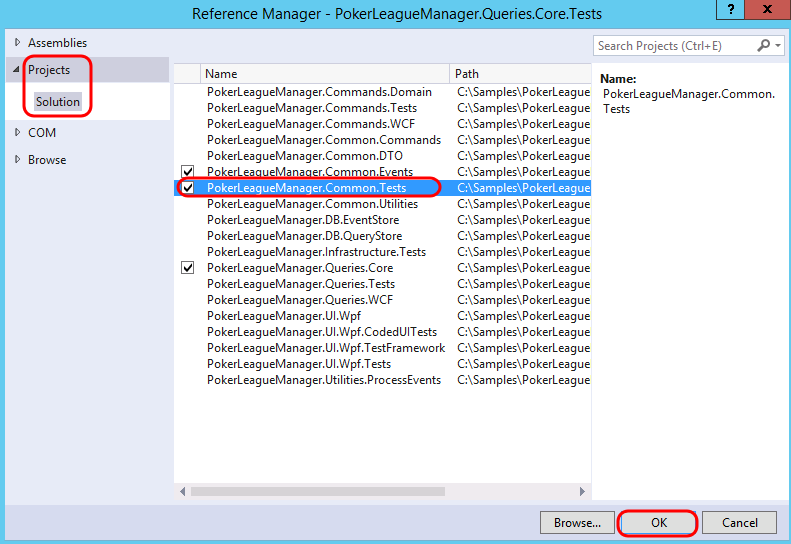 Reference Manager - PokerLeagueManager.Queries.Core.Tests ? X
Assemblies
Projects
Solution
COM
Browse
Search Projects (Ctrl+E)
Name Path
PokerLeagueManager.Commands.Domain C:\Samples\PokerLeague
PokerLeagueManager.Commands.Tests C:\Samples\PokerLeague
PokerLeagueManager.Commands.WCF C:\Samples\PokerLeague
PokerLeagueManager.Common.Commands C:\Samples\PokerLeague
PokerLeagueManager.Common.DTO C:\Samples\PokerLeague
PokerLeagueManager.Common.Events C:\Samples\PokerLeague
PokerLeagueManager.Common.Tests C:\Samples\PokerLeague
PokerLeagueManager.Common.Utilities C:\Samples\PokerLeague
PokerLeagueManager.DB.EventStore C:\Samples\PokerLeague
PokerLeagueManager.DB.QueryStore C:\Samples\PokerLeague
PokerLeagueManager.Infrastructure.Tests C:\Samples\PokerLeague
PokerLeagueManager.Queries.Core C:\Samples\PokerLeague
PokerLeagueManager.Queries.Tests C:\Samples\PokerLeague
PokerLeagueManager.Queries.WCF C:\Samples\PokerLeague
PokerLeagueManager.UI.Wpf C:\Samples\PokerLeague
PokerLeagueManager.UI.Wpf.CodedUITests C:\Samples\PokerLeague
PokerLeagueManager.UI.Wpf.TestFramework C:\Samples\PokerLeague
PokerLeagueManager.UI.Wpf.Tests C:\Samples\PokerLeague
PokerLeagueManager.Utilities.ProcessEvents C:\Samples\PokerLeague
Name:
PokerLeagueManager.Common.
Tests
Browse... OK Cancel